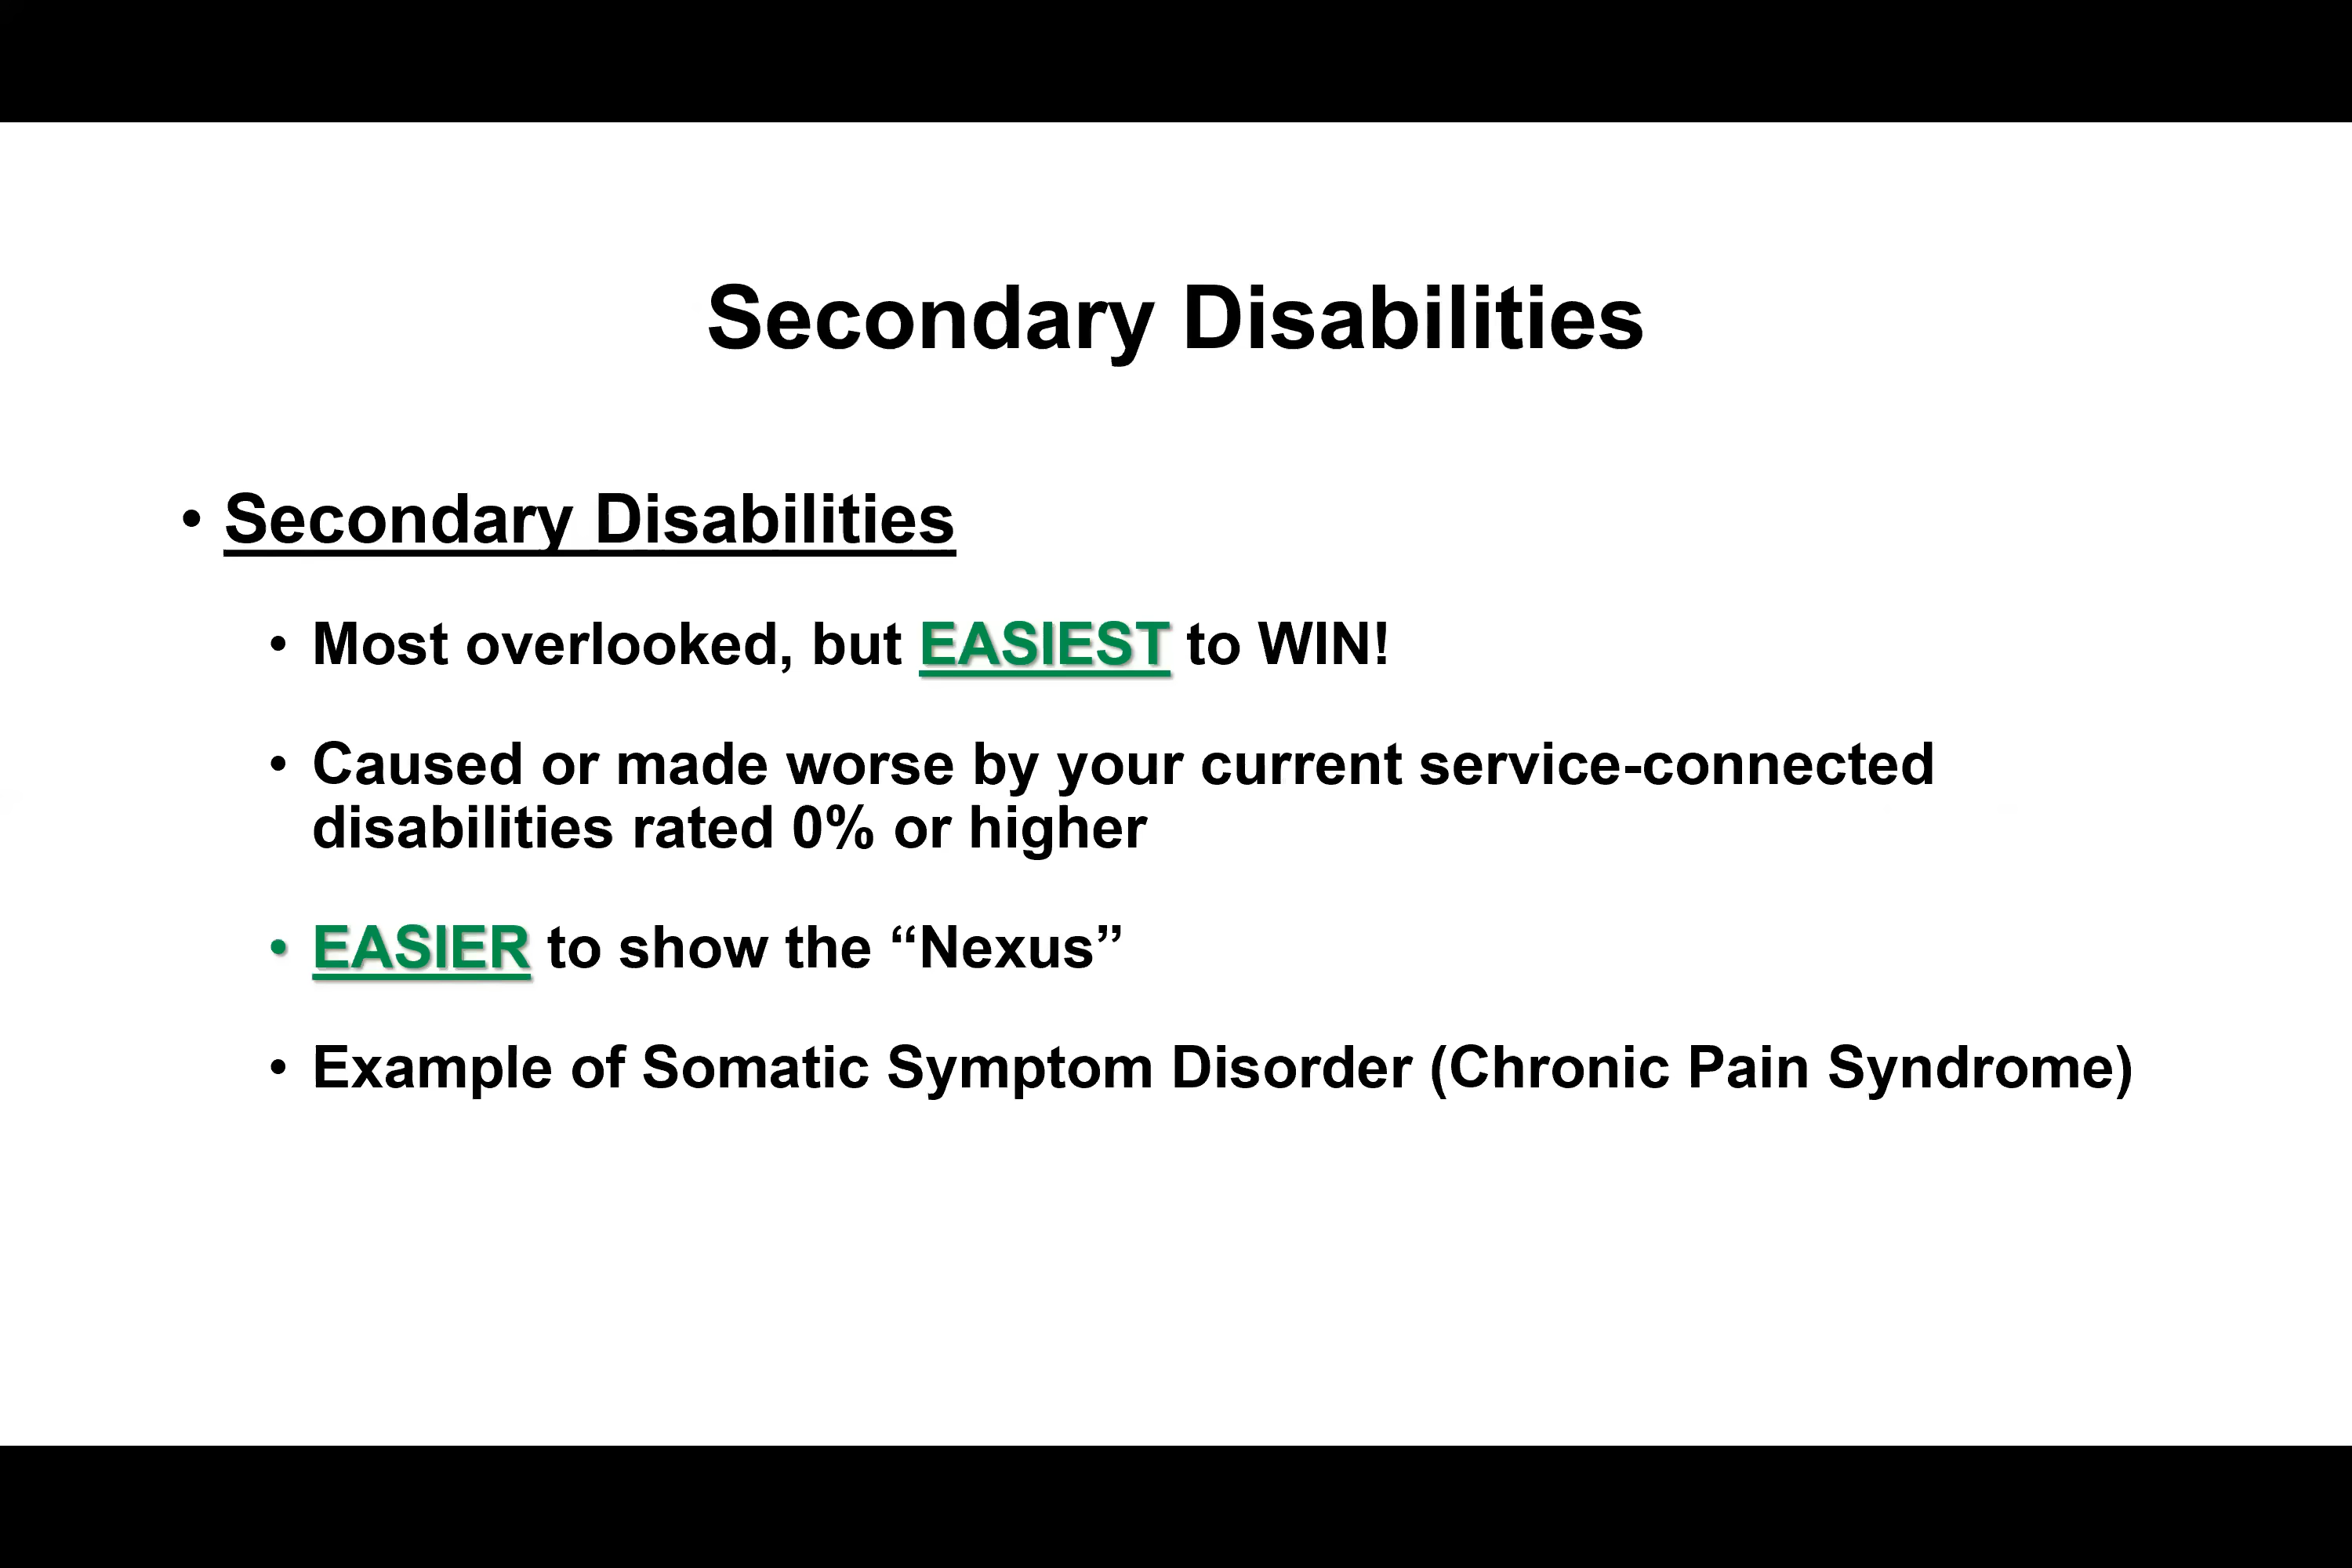 Secondary Disabilities
• Secondary Disabilities
• Most overlooked, but EASIEST to WIN!
• Caused or made worse by your current service-connected
disabilities rated 0% or higher
• EASIER to show the “Nexus”
• Example of Somatic Symptom Disorder (Chronic Pain Syndrome)